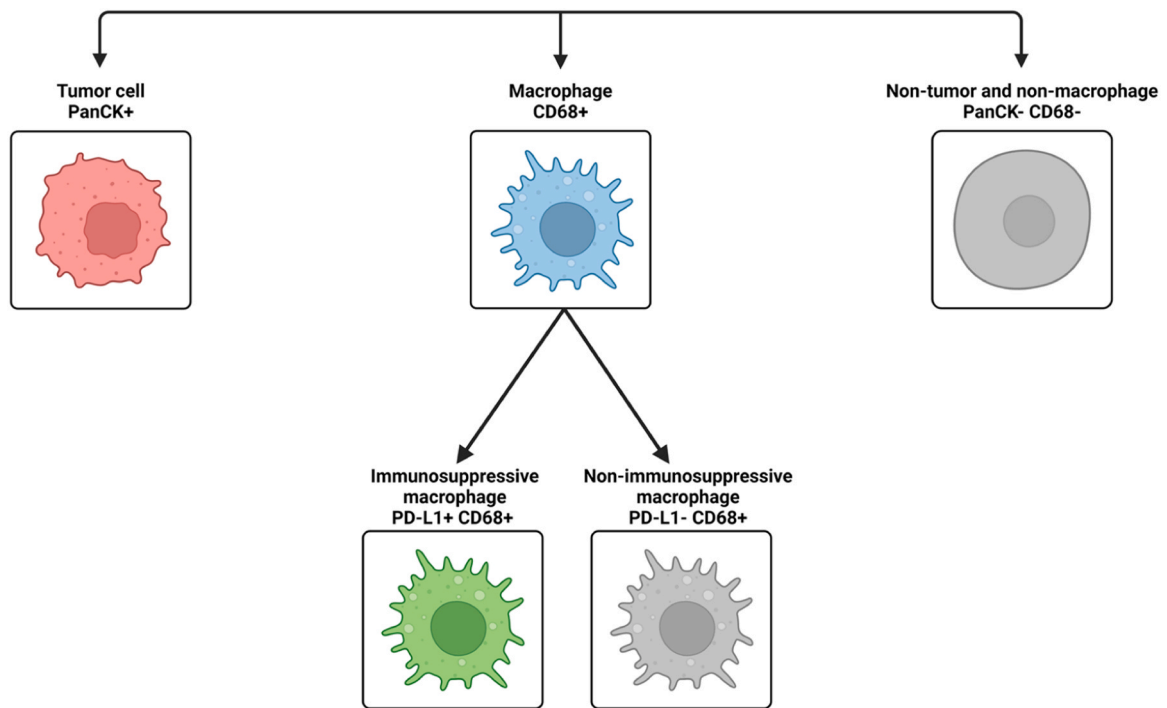 Tumor cell
PanCK+
Macrophage
CD68+
Non-tumor and non-macrophage
PanCK- CD68-
Immunosuppressive
macrophage
PD-L1+ CD68+
Non-immunosuppressive
macrophage
PD-L1- CD68+